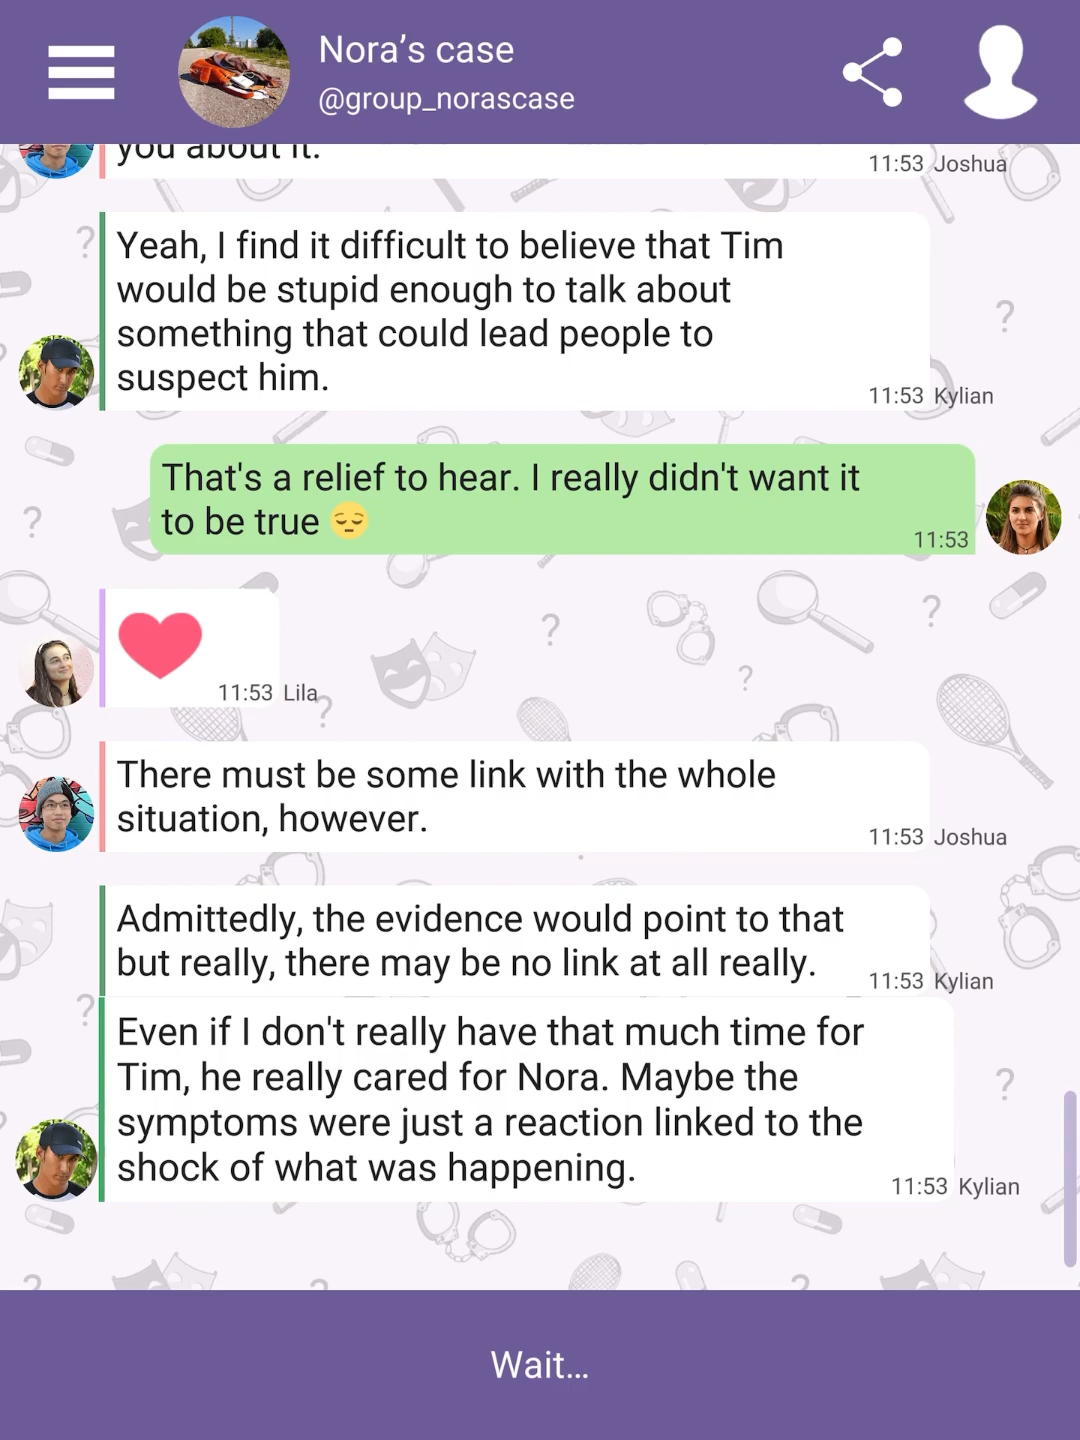 Nora’s case
@group_norascase
you about it.
11:53 Joshua
Yeah, I find it difficult to believe that Tim
would be stupid enough to talk about
something that could lead people to
suspect him.
11:53 Kylian
That's a relief to hear. I really didn't want it
to be true 😔
11:53
11:53 Lila
There must be some link with the whole
situation, however.
11:53 Joshua
Admittedly, the evidence would point to that
but really, there may be no link at all really.
11:53 Kylian
Even if I don't really have that much time for
Tim, he really cared for Nora. Maybe the
symptoms were just a reaction linked to the
shock of what was happening.
11:53 Kylian
Wait...